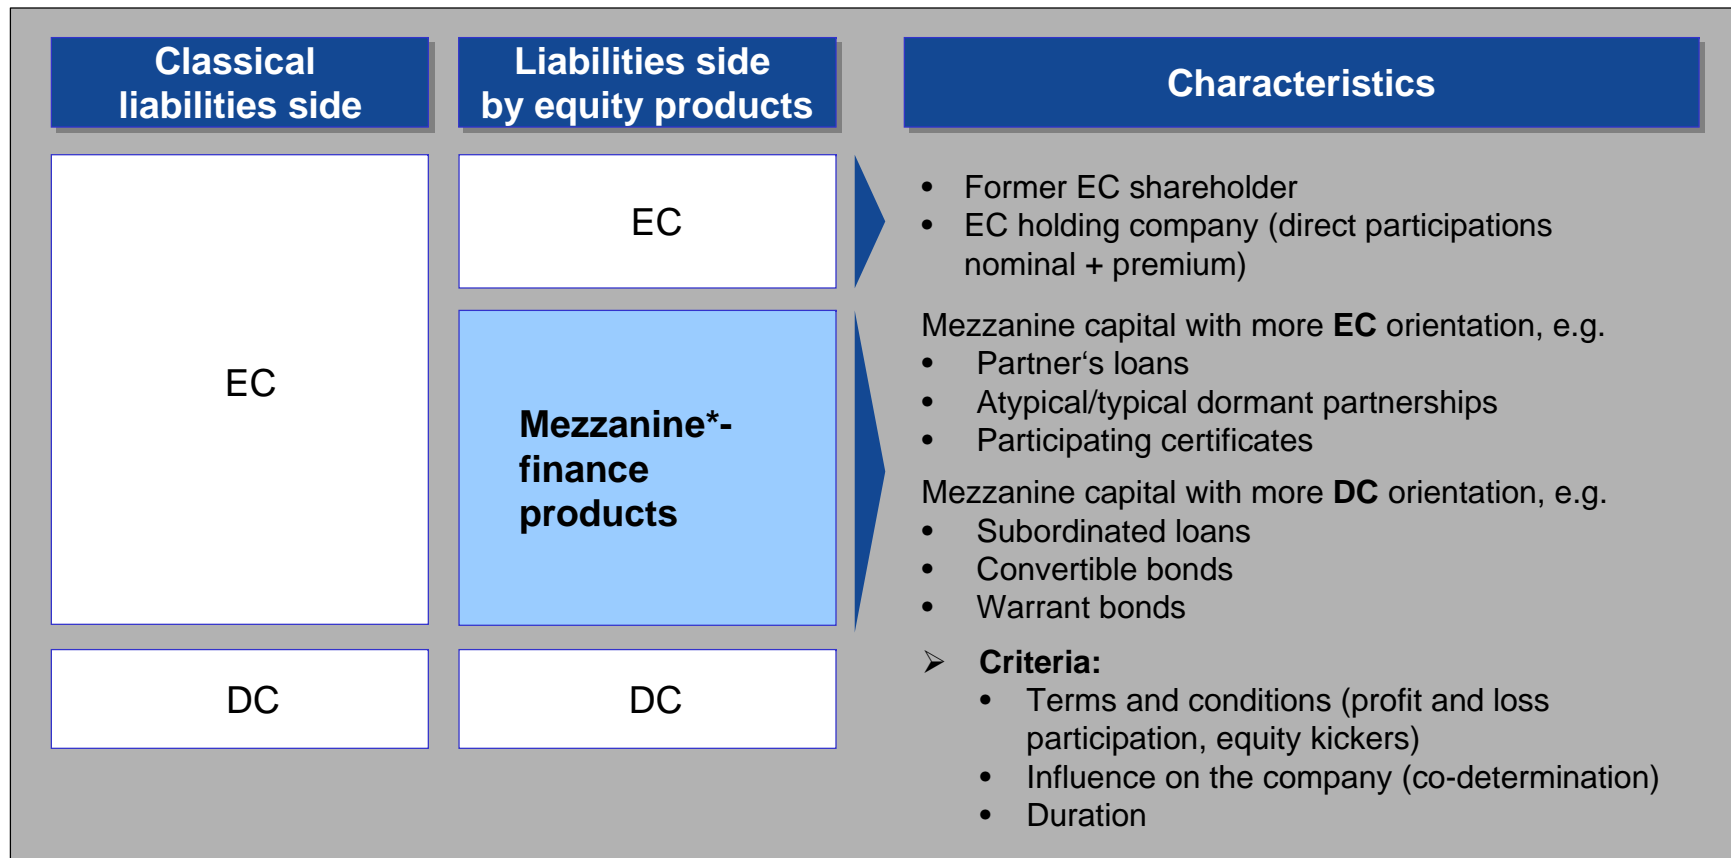 Classical
liabilities side
Liabilities side
by equity products
Characteristics
EC
DC
EC
Mezzanine*-
finance
products
DC
• Former EC shareholder
• EC holding company (direct participations
nominal + premium)
Mezzanine capital with more EC orientation, e.g.
• Partner‘s loans
• Atypical/typical dormant partnerships
• Participating certificates
Mezzanine capital with more DC orientation, e.g.
• Subordinated loans
• Convertible bonds
• Warrant bonds
➢ Criteria:
• Terms and conditions (profit and loss
participation, equity kickers)
• Influence on the company (co-determination)
• Duration